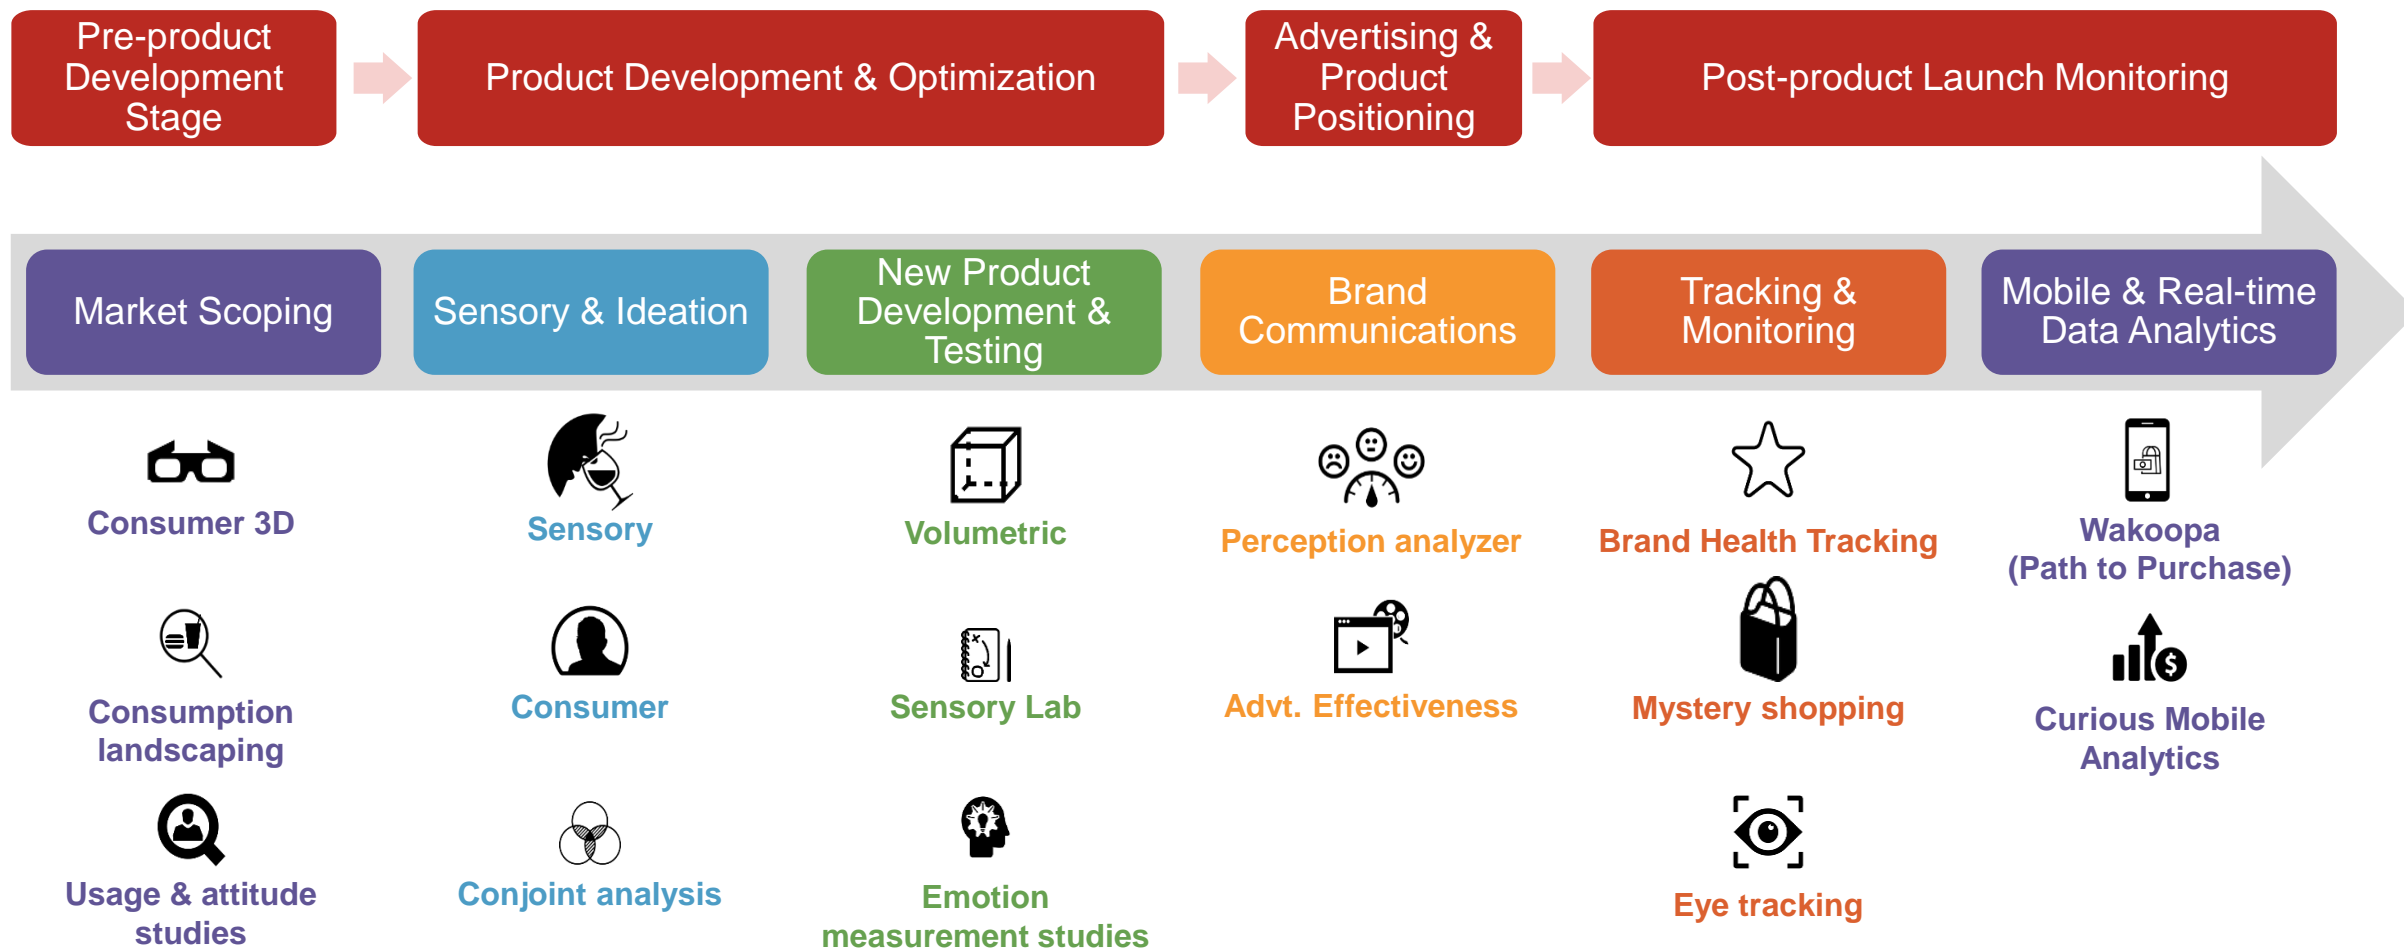 Pre-product
Development
Stage
Product Development & Optimization
Advertising &
Product
Positioning
Post-product Launch Monitoring
Market Scoping
Sensory & Ideation
New Product
Development &
Testing
Brand
Communications
Tracking &
Monitoring
Mobile & Real-time
Data Analytics
Consumer 3D
Sensory
Volumetric
Perception analyzer
Brand Health Tracking
Wakoopa
(Path to Purchase)
Consumption
landscaping
Consumer
Sensory Lab
Advt. Effectiveness
Mystery shopping
Curious Mobile
Analytics
Usage & attitude
studies
Conjoint analysis
Emotion
measurement studies
Eye tracking